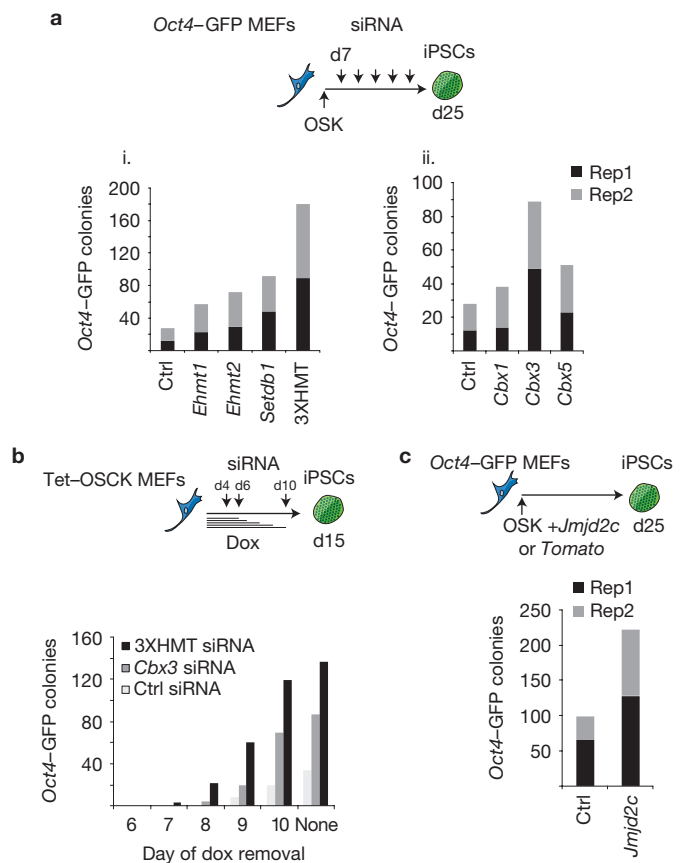 a
Oct4–GFP MEFs
siRNA
d7
iPSCs
OSK
d25
i.
Oct4–GFP colonies
200
160
120
80
40
Ctrl
Ehmt1
Ehmt2
Setdb1
3XHMT
ii.
Rep1
Rep2
Oct4–GFP colonies
100
80
60
40
20
Ctrl
Cbx1
Cbx3
Cbx5
b
Tet–OSCK MEFs
siRNA
d4 d6 d10
iPSCs
Dox
d15
Oct4–GFP colonies
160
120
80
40
3XHMT siRNA
Cbx3 siRNA
Ctrl siRNA
6 7 8 9 10 None
Day of dox removal
c
Oct4–GFP MEFs
iPSCs
OSK +Jmjd2c
or Tomato
d25
Rep1
Rep2
Oct4–GFP colonies
250
200
150
100
50
Ctrl
Jmjd2c